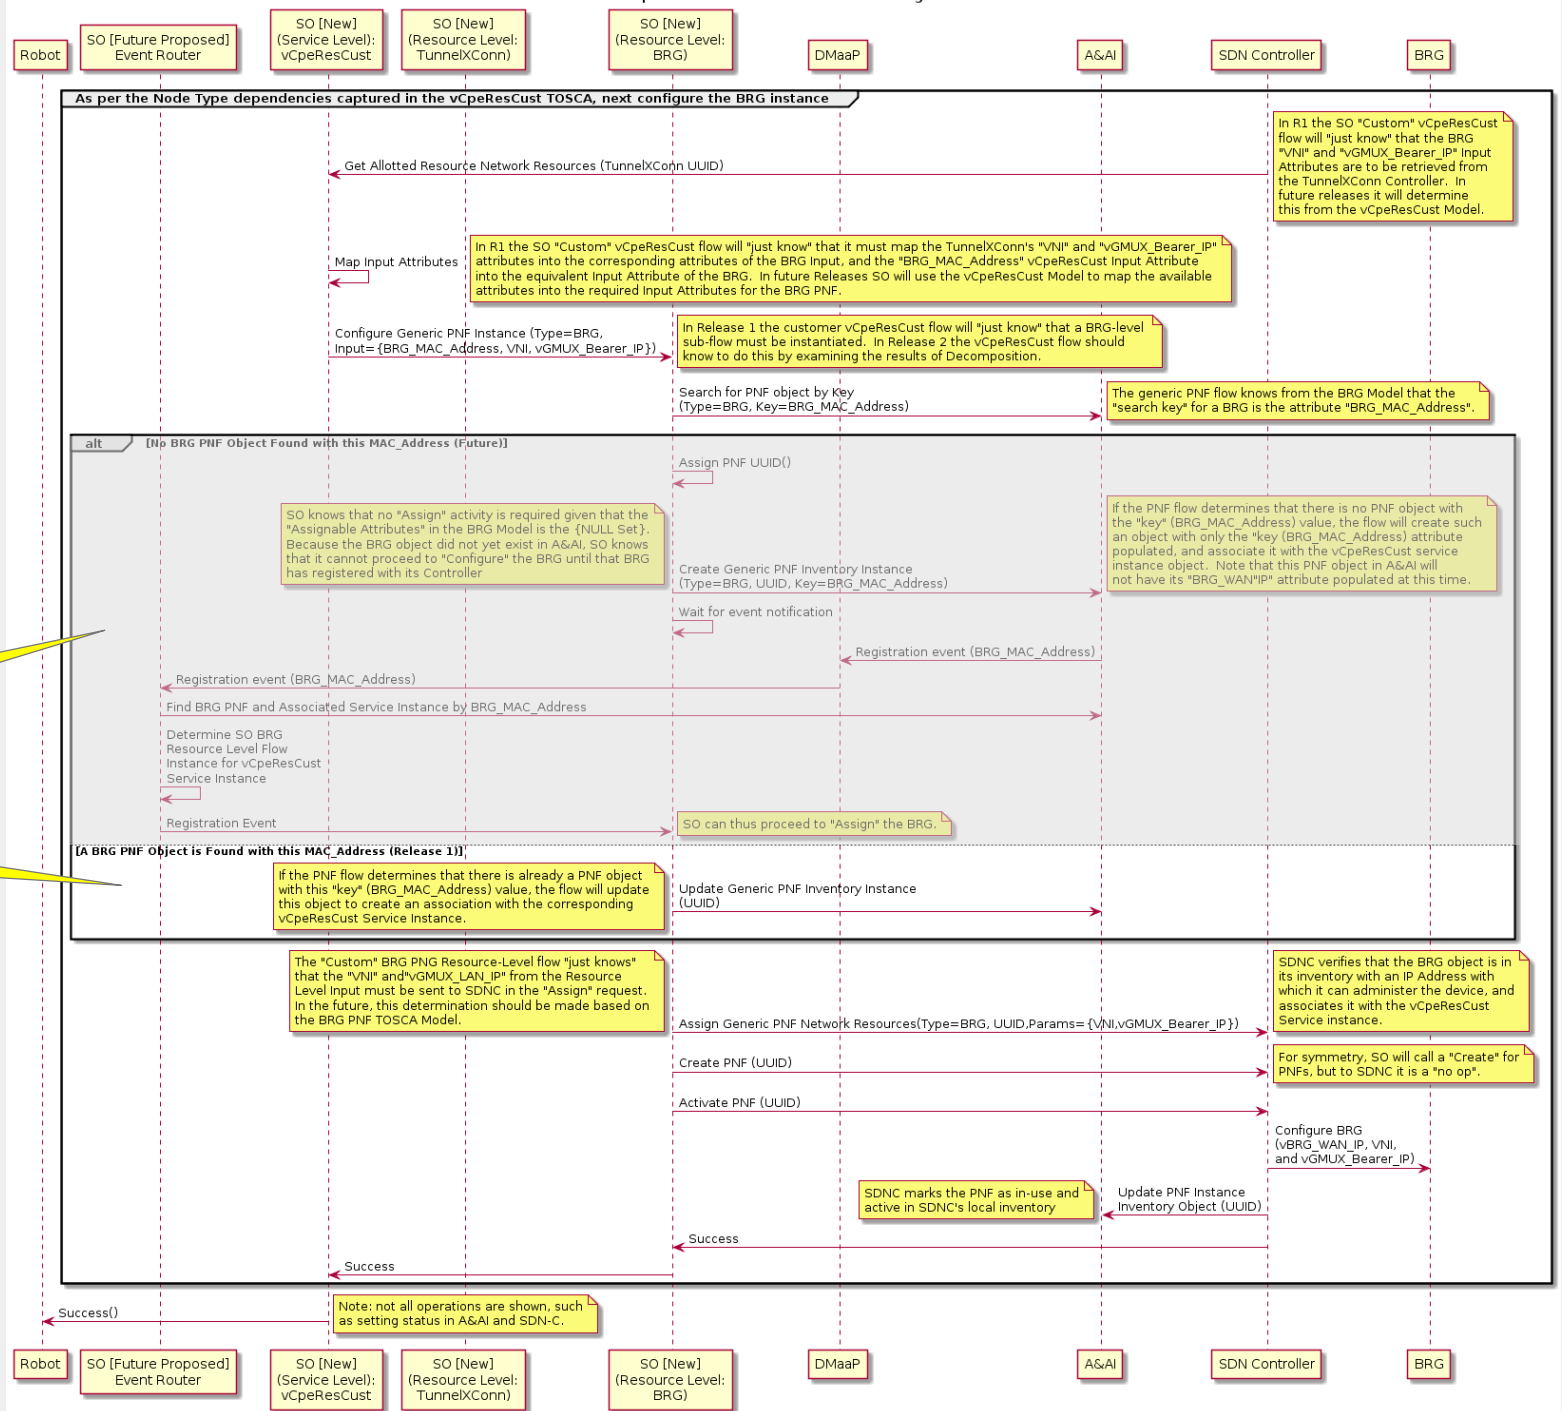 Robot
SO [Future Proposed]
Event Router
SO [New]
(Service Level):
vCpeResCust
SO [New]
(Resource Level:
TunnelXConn)
SO [New]
(Resource Level:
BRG)
DMaaP
A&AI
SDN Controller
BRG
As per the Node Type dependencies captured in the vCpeResCust TOSCA, next configure the BRG instance
Get Allotted Resource Network Resources (TunnelXConn UUID)
In R1 the SO "Custom" vCpeResCust
flow will "just know" that the BRG
"VNI" and "vGMUX_Bearer_IP" Input
Attributes are to be retrieved from
the TunnelXConn Controller.  In
future releases it will determine
this from the vCpeResCust Model.
Map Input Attributes
In R1 the SO "Custom" vCpeResCust flow will "just know" that it must map the TunnelXConn's "VNI" and "vGMUX_Bearer_IP"
attributes into the corresponding attributes of the BRG Input, and the "BRG_MAC_Address" vCpeResCust Input Attribute
into the equivalent Input Attribute of the BRG.  In future Releases SO will use the vCpeResCust Model to map the available
attributes into the required Input Attributes for the BRG PNF.
Configure Generic PNF Instance (Type=BRG,
Input={BRG_MAC_Address, VNI, vGMUX_Bearer_IP})
In Release 1 the customer vCpeResCust flow will "just know" that a BRG-level
sub-flow must be instantiated.  In Release 2 the vCpeResCust flow should
know to do this by examining the results of Decomposition.
Search for PNF object by Key
(Type=BRG, Key=BRG_MAC_Address)
The generic PNF flow knows from the BRG Model that the
"search key" for a BRG is the attribute "BRG_MAC_Address".
alt
[No BRG PNF Object Found with this MAC_Address (Future)]
Assign PNF UUID()
SO knows that no "Assign" activity is required given that the
"Assignable Attributes" in the BRG Model is the {NULL Set}.
Because the BRG object did not yet exist in A&AI, SO knows
that it cannot proceed to "Configure" the BRG until that BRG
has registered with its Controller
Create Generic PNF Inventory Instance
(Type=BRG, UUID, Key=BRG_MAC_Address)
If the PNF flow determines that there is no PNF object with
the "key" (BRG_MAC_Address) value, the flow will create such
an object with only the "key (BRG_MAC_Address) attribute
populated, and associate it with the vCpeResCust service
instance object.  Note that this PNF object in A&AI will
not have its "BRG_WAN"IP" attribute populated at this time.
Wait for event notification
Registration event (BRG_MAC_Address)
Registration event (BRG_MAC_Address)
Find BRG PNF and Associated Service Instance by BRG_MAC_Address
Determine SO BRG
Resource Level Flow
Instance for vCpeResCust
Service Instance
Registration Event
SO can thus proceed to "Assign" the BRG.
[A BRG PNF Object is Found with this MAC_Address (Release 1)]
If the PNF flow determines that there is already a PNF object
with this "key" (BRG_MAC_Address) value, the flow will update
this object to create an association with the corresponding
vCpeResCust Service Instance.
Update Generic PNF Inventory Instance
(UUID)
The "Custom" BRG PNG Resource-Level flow "just knows"
that the "VNI" and"vGMUX_LAN_IP" from the Resource
Level Input must be sent to SDNC in the "Assign" request.
In the future, this determination should be made based on
the BRG PNF TOSCA Model.
Assign Generic PNF Network Resources(Type=BRG, UUID,Params={VNI,vGMUX_Bearer_IP})
SDNC verifies that the BRG object is in
its inventory with an IP Address with
which it can administer the device, and
associates it with the vCpeResCust
Service instance.
Create PNF (UUID)
For symmetry, SO will call a "Create" for
PNFs, but to SDNC it is a "no op".
Activate PNF (UUID)
Configure BRG
(vBRG_WAN_IP, VNI,
and vGMUX_Bearer_IP)
SDNC marks the PNF as in-use and
active in SDNC's local inventory
Update PNF Instance
Inventory Object (UUID)
Success
Success
Success()
Note: not all operations are shown, such
as setting status in A&AI and SDN-C.
Robot
SO [Future Proposed]
Event Router
SO [New]
(Service Level):
vCpeResCust
SO [New]
(Resource Level:
TunnelXConn)
SO [New]
(Resource Level:
BRG)
DMaaP
A&AI
SDN Controller
BRG